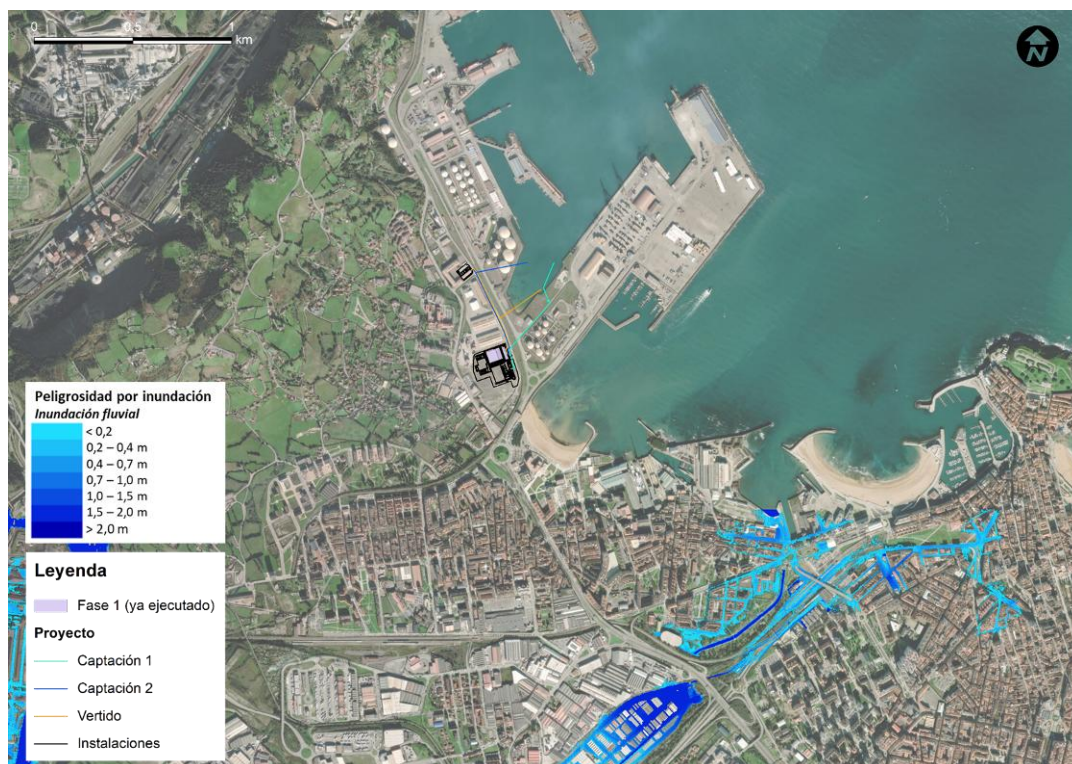 0 0,5
km
N
Peligrosidad por inundación
Inundación fluvial
< 0,2
0,2 – 0,4 m
0,4 – 0,7 m
0,7 – 1,0 m
1,0 – 1,5 m
1,5 – 2,0 m
> 2,0 m
Leyenda
Fase 1 (ya ejecutado)
Proyecto
Captación 1
Captación 2
Vertido
Instalaciones